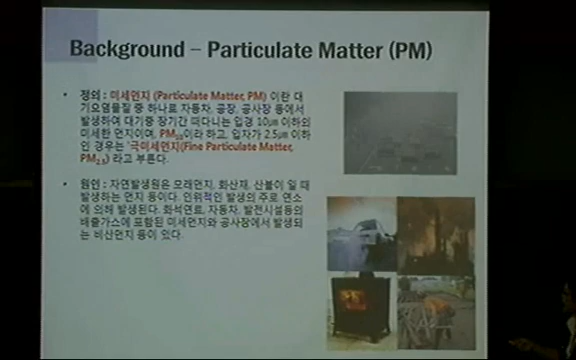 Background – Particulate Matter (PM)
• 정의 : 미세먼지 (Particulate Matter, PM) 이란 대
기오염물질 중 하나로 자동차, 공장, 공사장 등에서
발생하여 대기중 장기간 떠다니는 입경 10㎛ 이하의
미세한 먼지이며, PM10이라 하고, 입자가 2.5㎛ 이하
인 경우는 '극미세먼지(Fine Particulate Matter,
PM2.5) 라고 부른다.
• 원인 : 자연발생원은 모래먼지, 화산재, 산불이 일 때
발생하는 먼지 등이다. 인위적인 발생의 주로 연소
에 의해 발생된다. 화석연료, 자동차, 발전시설등의
배출가스에 포함된 미세먼지와 공사장에서 발생되
는 비산먼지 등이 있다.